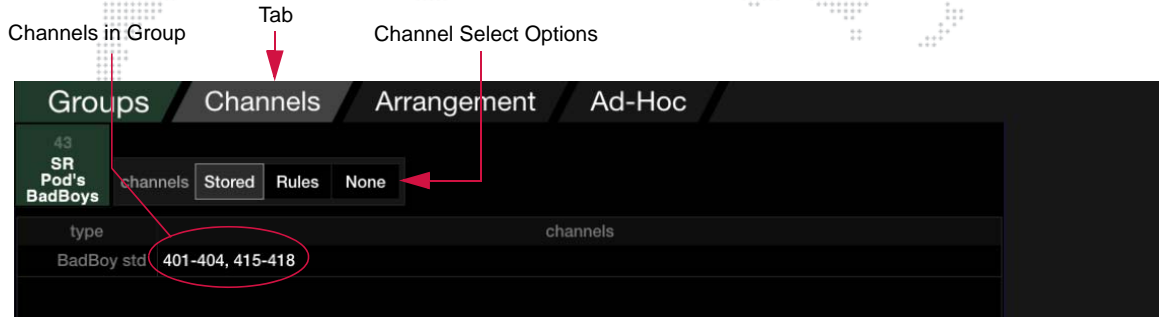 Tab
Channels in Group
Channel Select Options
Groups Channels Arrangement Ad-Hoc
43
SR
Pod's
BadBoys
channels Stored Rules None
type channels
BadBoy std 401-404, 415-418